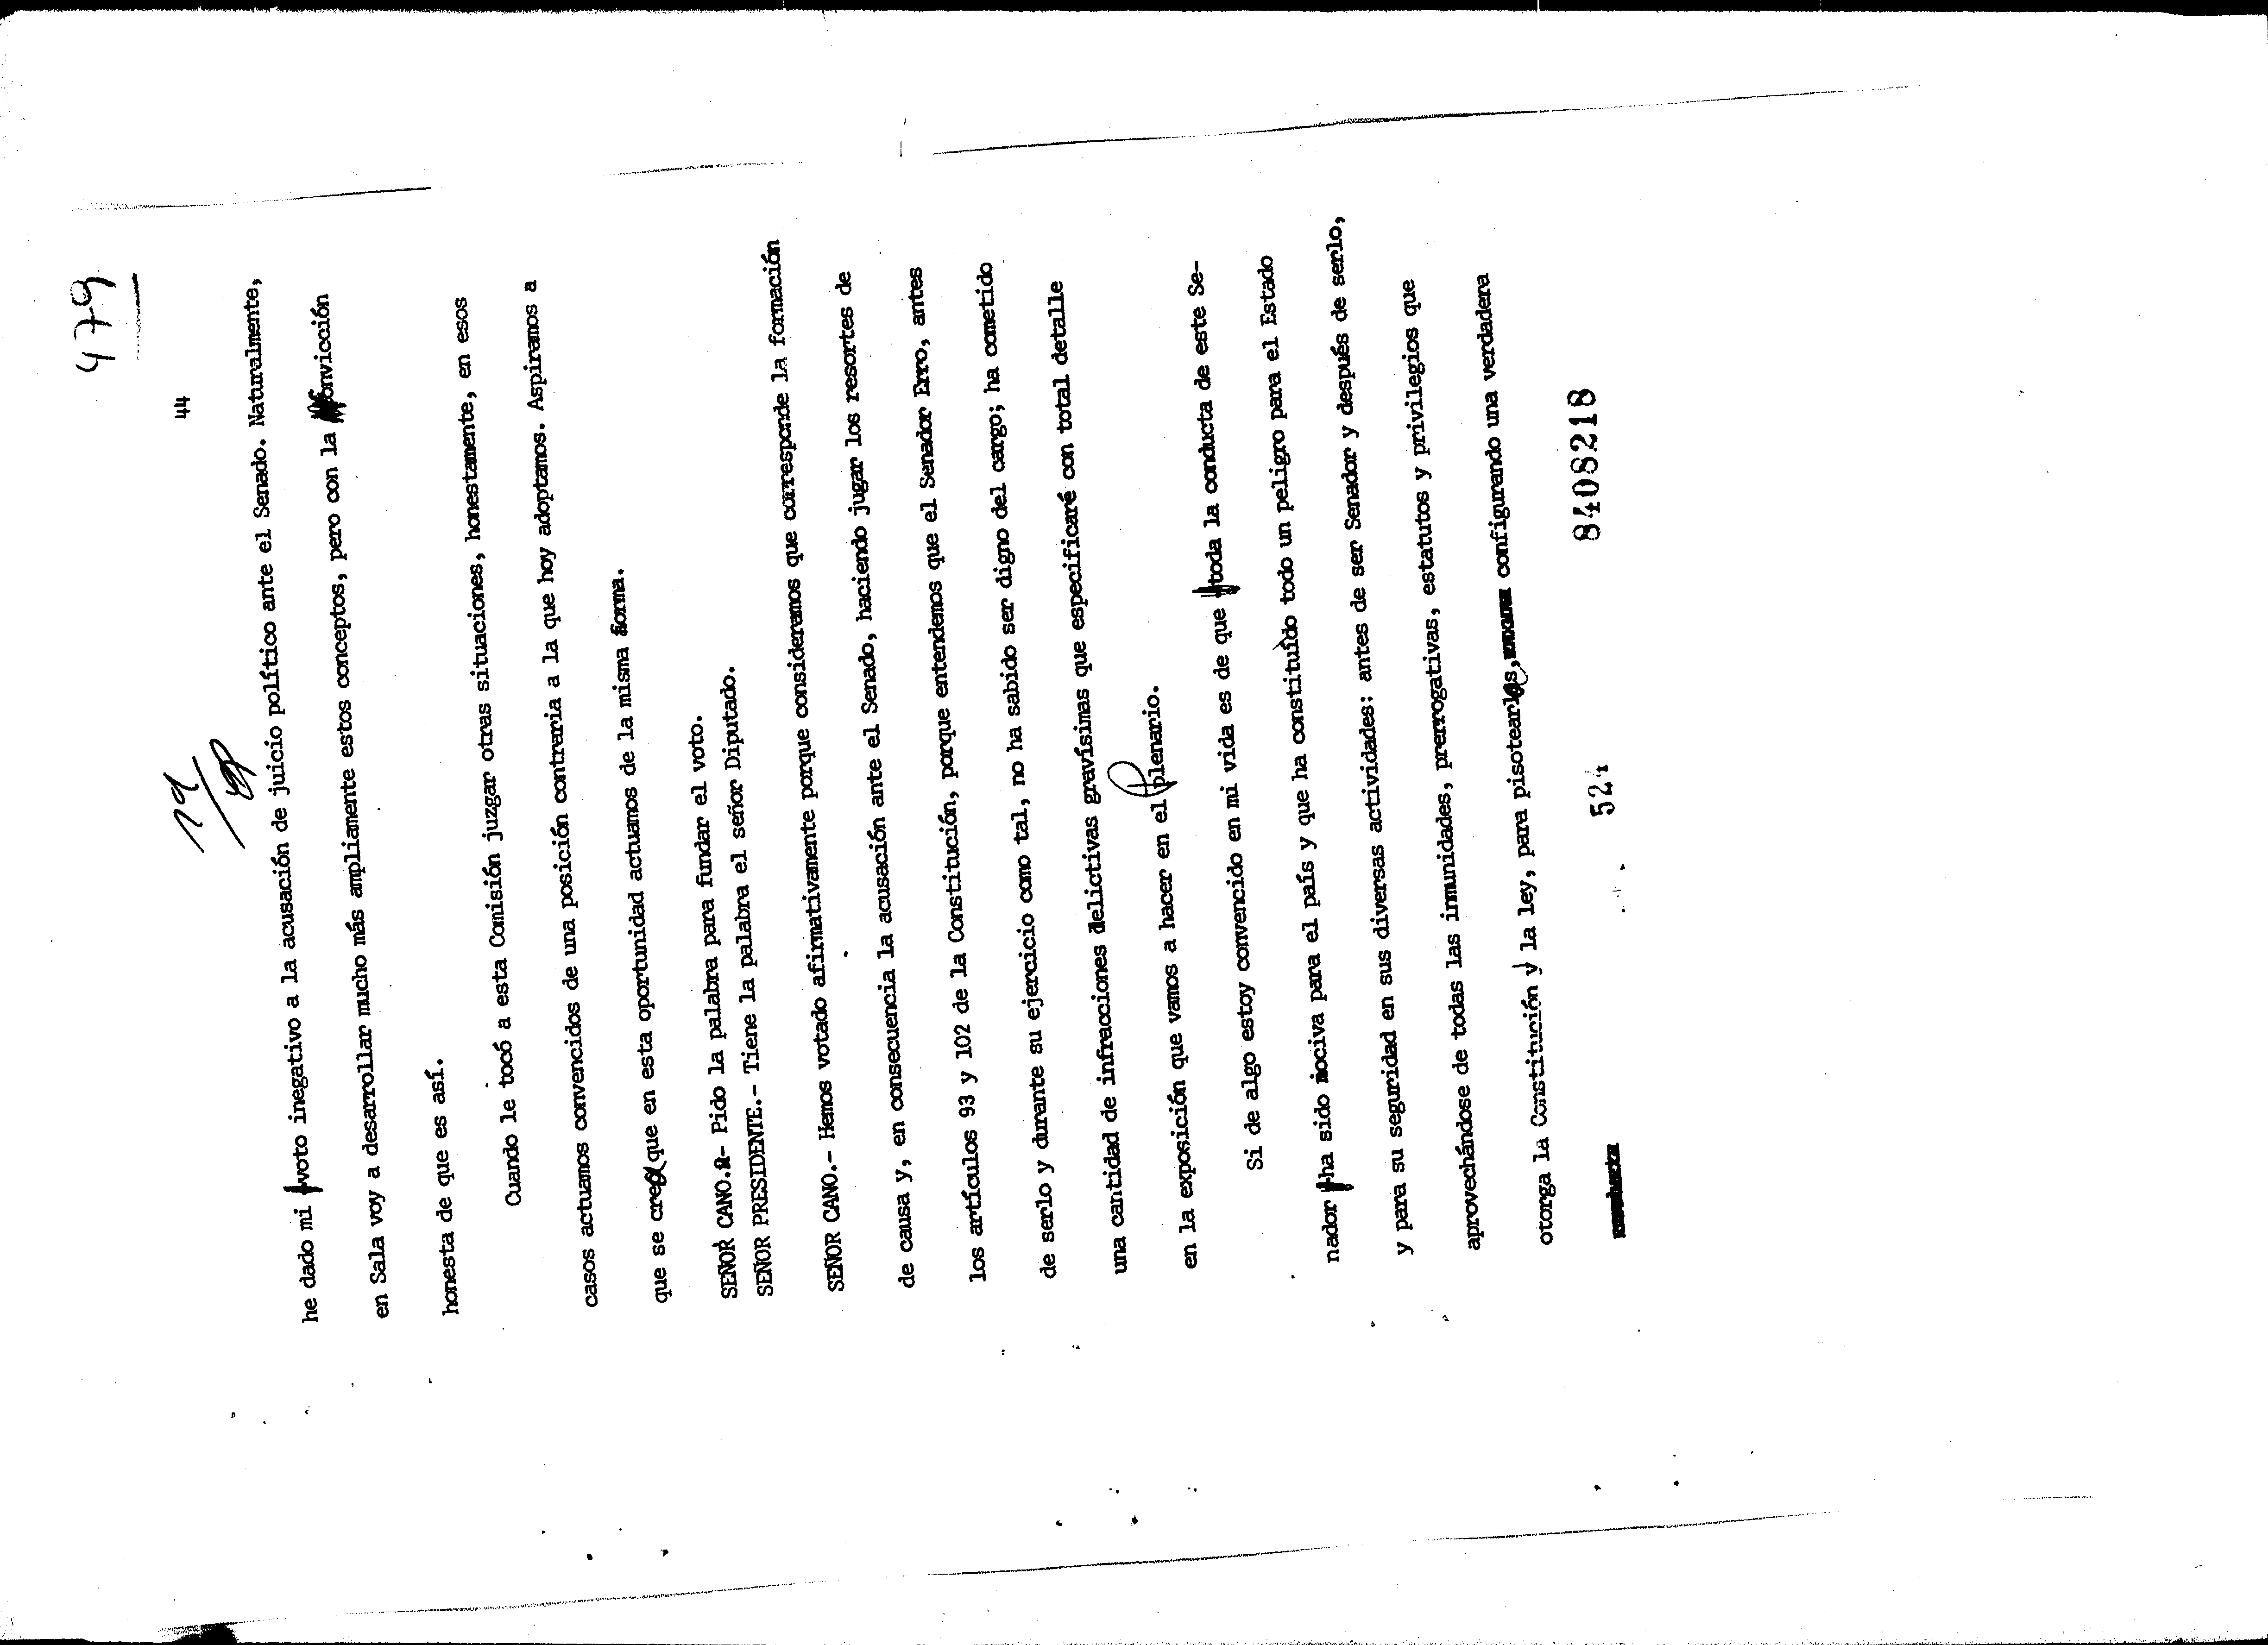 479
44
19
he dado mi voto inegativo a la acusación de juicio político ante el Senado. Naturalmente,
en Sala voy a desarrollar mucho más ampliamente estos conceptos, pero con la convicción
honesta de que es así.
Cuando le tocó a esta Comisión juzgar otras situaciones, honestamente, en esos
casos actuamos convencidos de una posición contraria a la que hoy adoptamos. Aspiramos a
que se crea que en esta oportunidad actuamos de la misma forma.
SEÑOR CANO.- Pido la palabra para fundar el voto.
SEÑOR PRESIDENTE.- Tiene la palabra el señor Diputado.
SEÑOR CANO.- Hemos votado afirmativamente porque consideramos que corresponde la formación
de causa y, en consecuencia la acusación ante el Senado, haciendo jugar los resortes de
los artículos 93 y 102 de la Constitución, porque entendemos que el Senador Erro, antes
de serlo y durante su ejercicio como tal, no ha sabido ser digno del cargo; ha cometido
una cantidad de infracciones delictivas gravísimas que especificaré con total detalle
en la exposición que vamos a hacer en el plenario.
Si de algo estoy convencido en mi vida es de que toda la conducta de este Se-
nador ha sido nociva para el país y que ha constituído todo un peligro para el Estado
y para su seguridad en sus diversas actividades: antes de ser Senador y después de serlo,
aprovechándose de todas las inmunidades, prerrogativas, estatutos y privilegios que
otorga la Constitución y la ley, para pisotearlas, configurando una verdadera
524 8408218